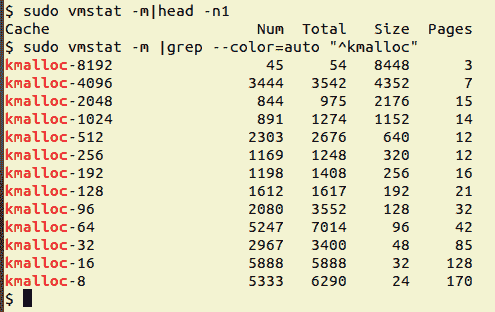 $ sudo vmstat -m|head -n1
Cache                       Num  Total   Size  Pages
$ sudo vmstat -m |grep --color=auto "^kmalloc"
kmalloc-8192                 45     54   8448      3
kmalloc-4096               3444   3542   4352      7
kmalloc-2048                844    975   2176     15
kmalloc-1024                891   1274   1152     14
kmalloc-512                2303   2676    640     12
kmalloc-256                1169   1248    320     12
kmalloc-192                1198   1408    256     16
kmalloc-128                1612   1617    192     21
kmalloc-96                 2080   3552    128     32
kmalloc-64                 5247   7014     96     42
kmalloc-32                 2967   3400     48     85
kmalloc-16                 5888   5888     32    128
kmalloc-8                  5333   6290     24    170
$